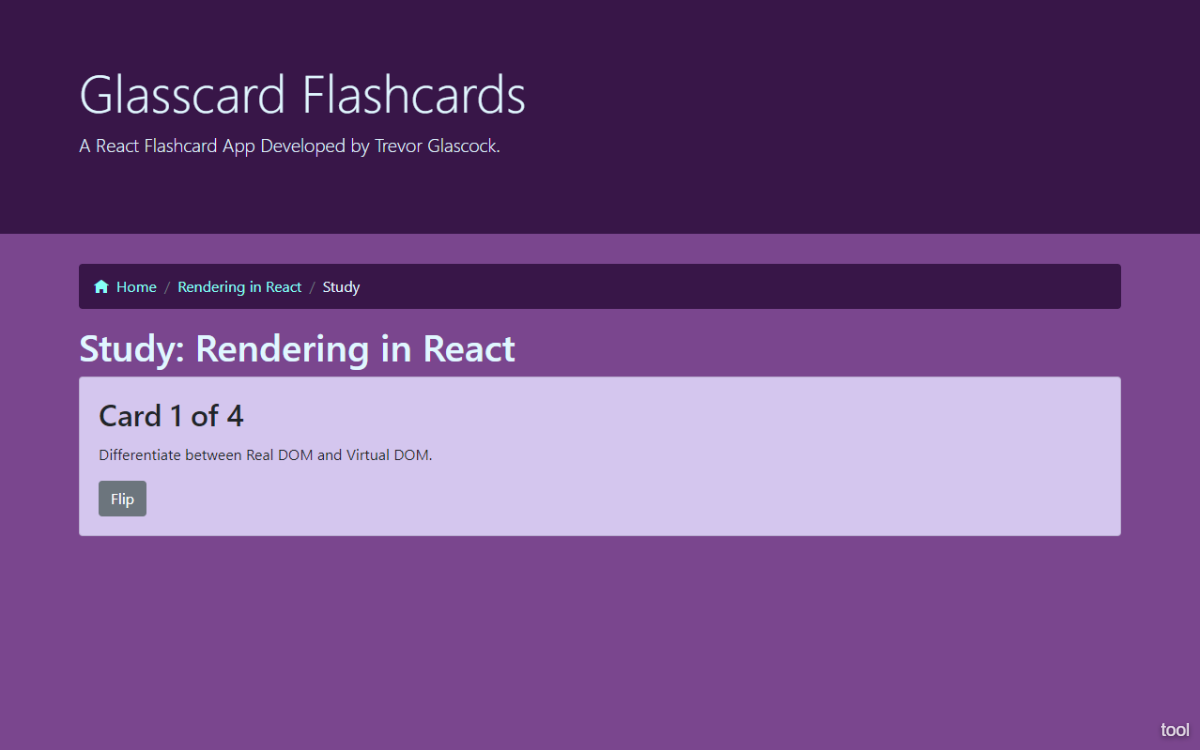 Glasscard Flashcards
A React Flashcard App Developed by Trevor Glascock.
Home / Rendering in React / Study
Study: Rendering in React
Card 1 of 4
Differentiate between Real DOM and Virtual DOM.
Flip
tool